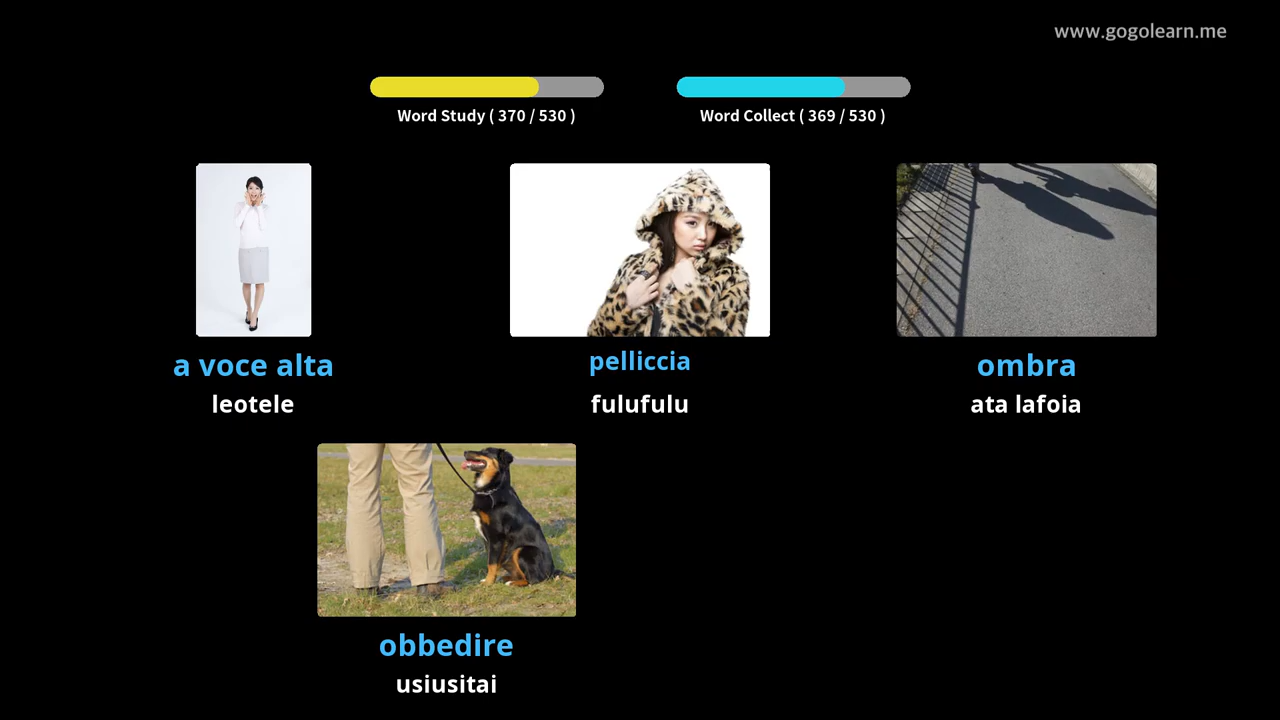 www.gogolearn.me
Word Study ( 370 / 530 )
Word Collect ( 369 / 530 )
a voce alta
leotele
pelliccia
fulufulu
ombra
ata lafoia
obbedire
usiusitai